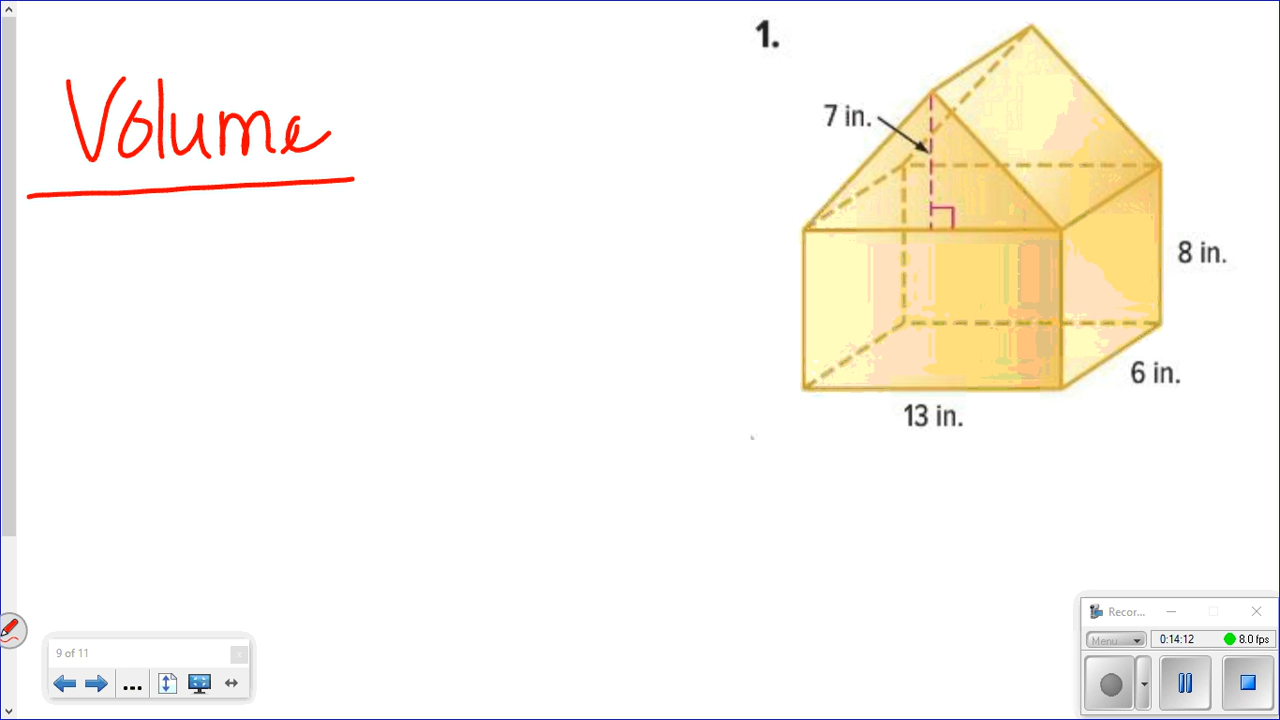 1.
Volume
7 in.
8 in.
6 in.
13 in.
9 of 11
...
Recor...
Menu
0:14:12
8.0 fps